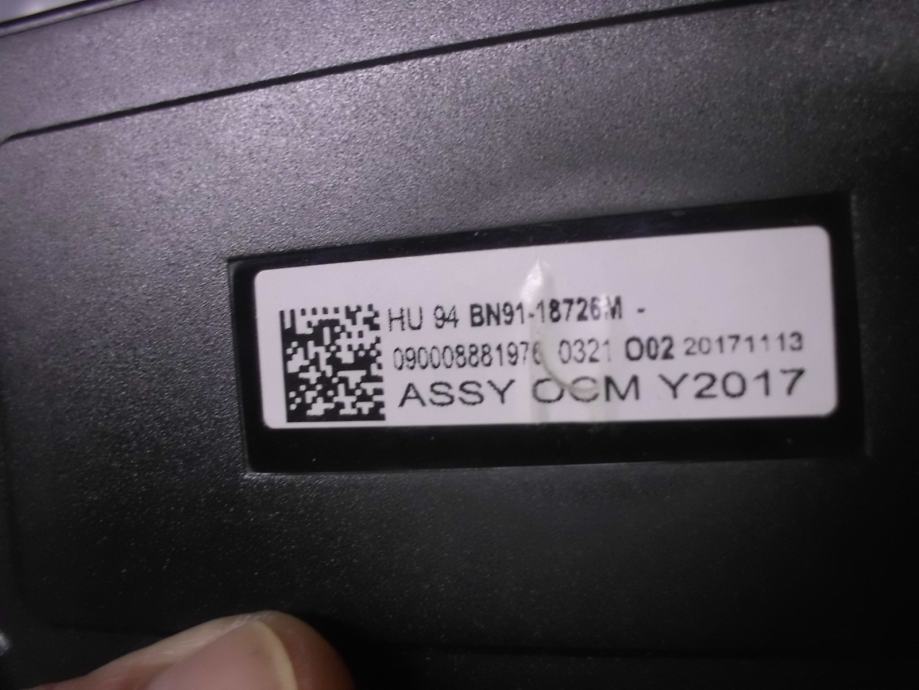 HU 94 BN91-18726M -
090008881976 0321 O02 20171113
ASSY OCM Y2017